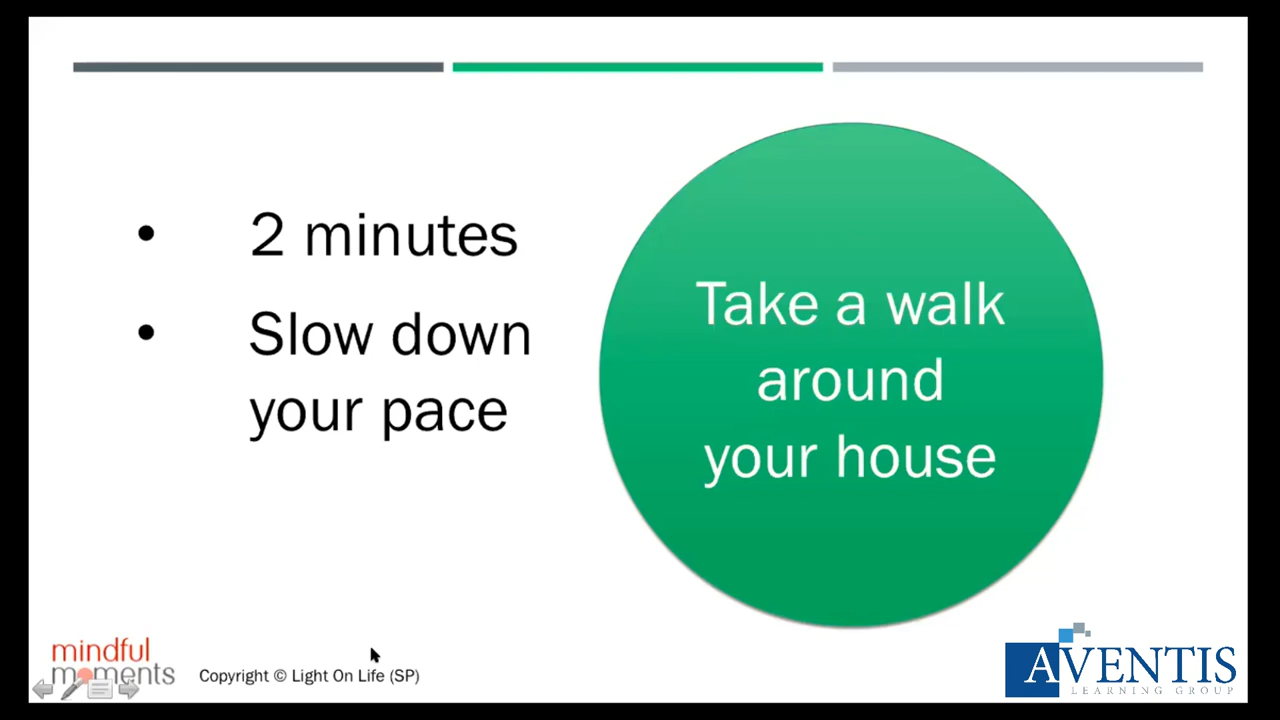 • 2 minutes
• Slow down
your pace
Take a walk
around
your house
mindful
moments
Copyright © Light On Life (SP)
AVENTIS
LEARNING GROUP